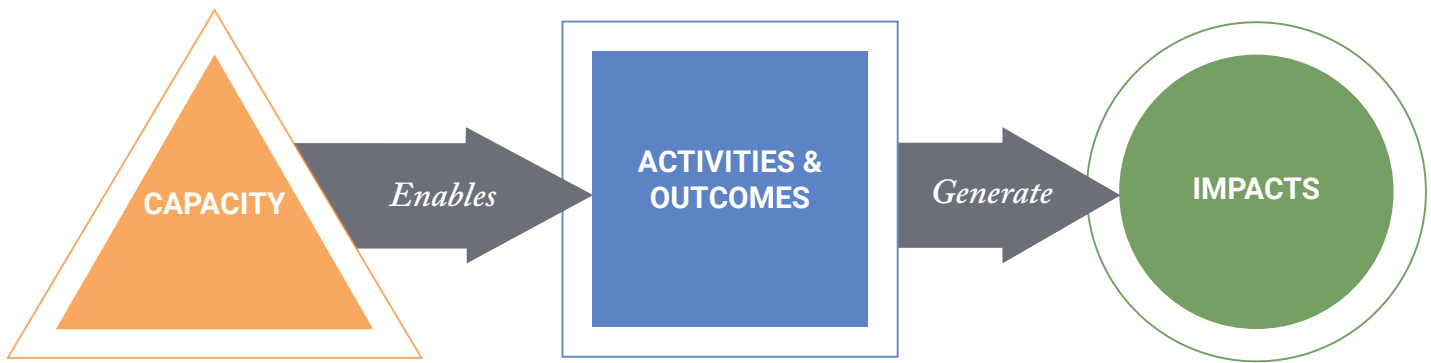 CAPACITY
Enables
ACTIVITIES &
OUTCOMES
Generate
IMPACTS